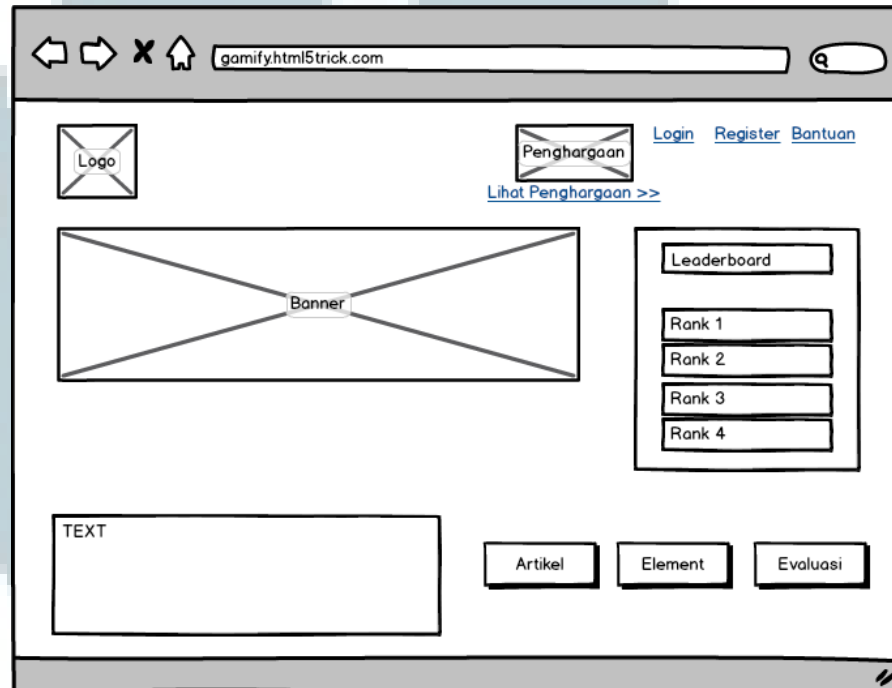 gamify.html5trick.com
Logo
Penghargaan
Login Register Bantuan
Lihat Penghargaan >>
Banner
Leaderboard
Rank 1
Rank 2
Rank 3
Rank 4
TEXT
Artikel Element Evaluasi